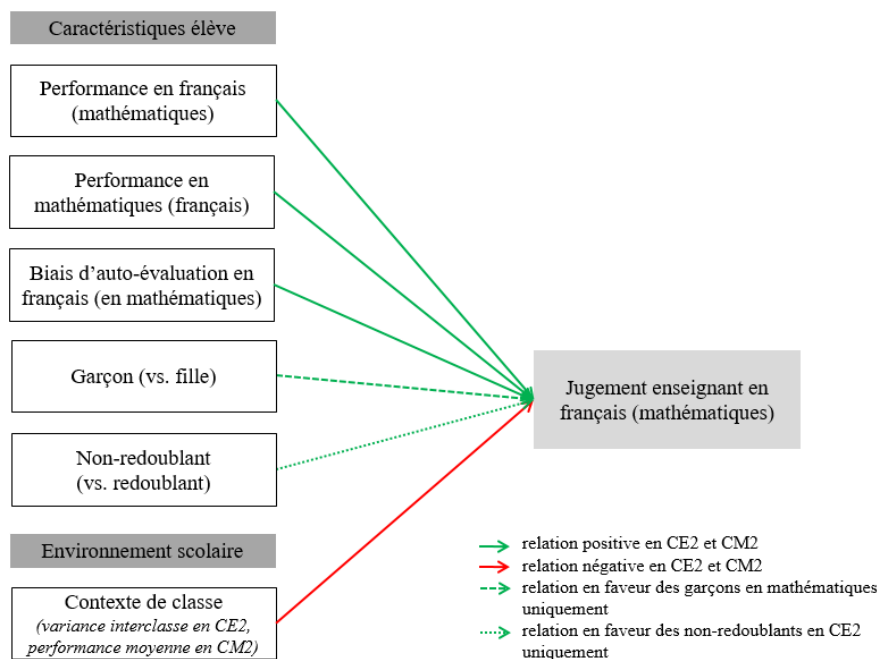 Caractéristiques élève
Performance en français
(mathématiques)
Performance en
mathématiques (français)
Biais d'auto-évaluation en
français (en mathématiques)
Garçon (vs. fille)
Non-redoublant
(vs. redoublant)
Environnement scolaire
Contexte de classe
(variance interclasse en CE2,
performance moyenne en CM2)
Jugement enseignant en
français (mathématiques)
relation positive en CE2 et CM2
relation négative en CE2 et CM2
relation en faveur des garçons en mathématiques
uniquement
relation en faveur des non-redoublants en CE2
uniquement